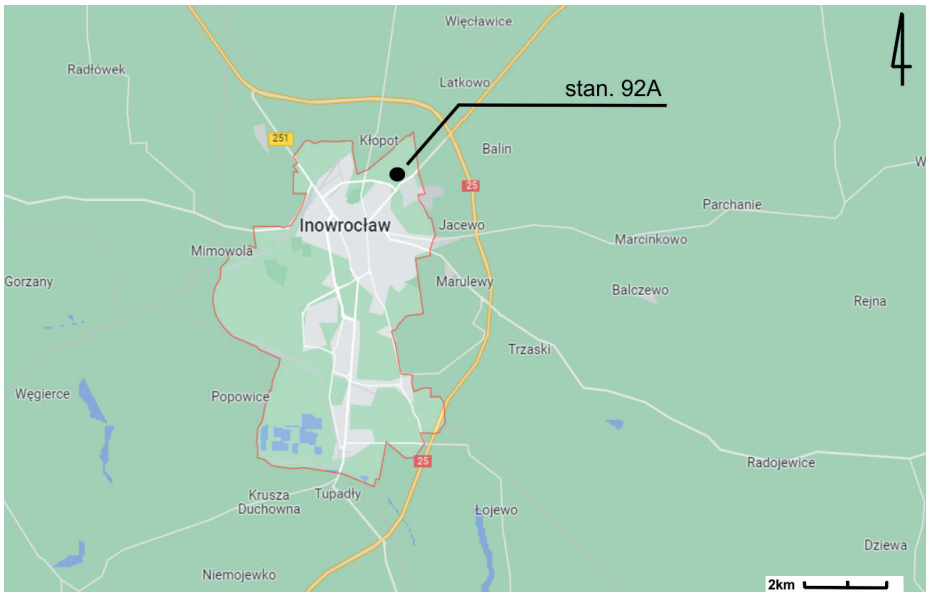 Więcławice
Radłówek
Latkowo
stan. 92A
251
Kłopot
Balin
25
Parchanie
Inowrocław
Jacewo
Marcinkowo
Mimowola
Gorzany
Marulewy
Balczewo
Rejna
Trzaski
Węgierce
Popowice
25
Radojewice
Krusza
Duchowna
Tupadły
Łojewo
Dziewa
Niemojewko
2km